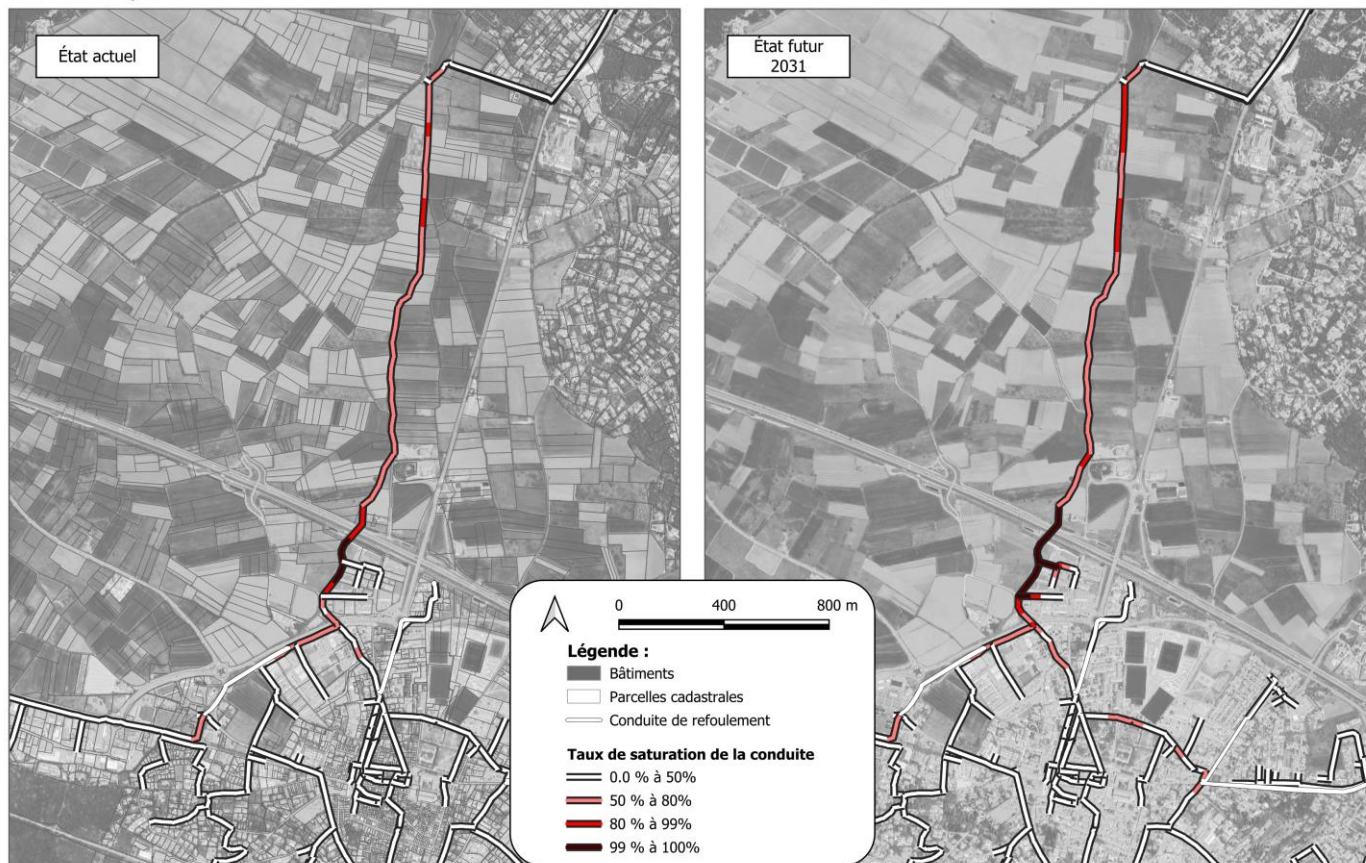 État actuel
État futur
2031
0 400 800 m
Légende :
Bâtiments
Parcelles cadastrales
Conduite de refoulement
Taux de saturation de la conduite
0.0 % à 50%
50 % à 80%
80 % à 99%
99 % à 100%